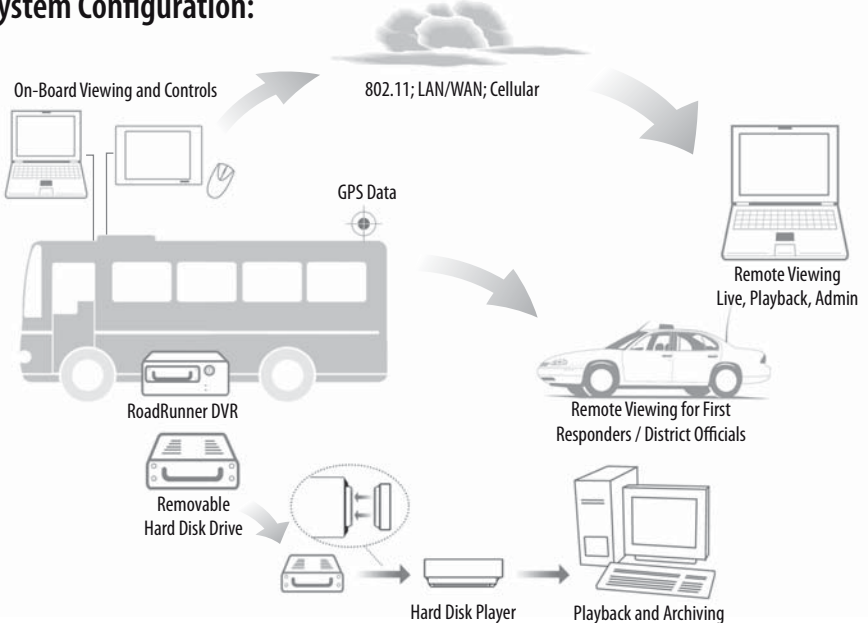 ystem Configuration:
On-Board Viewing and Controls
802.11; LAN/WAN; Cellular
GPS Data
Remote Viewing
Live, Playback, Admin
RoadRunner DVR
Remote Viewing for First
Responders / District Officials
Removable
Hard Disk Drive
Hard Disk Player
Playback and Archiving